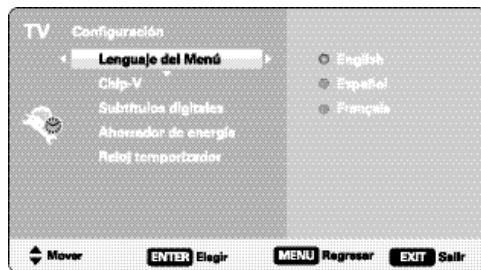 TV Configuración
Lenguaje del Menú
English
Chip-V
Español
Subtítulos digitales
Français
Ahorrador de energía
Reloj temporizador
Mover ENTER Elegir MENU Regresar EXIT Salir